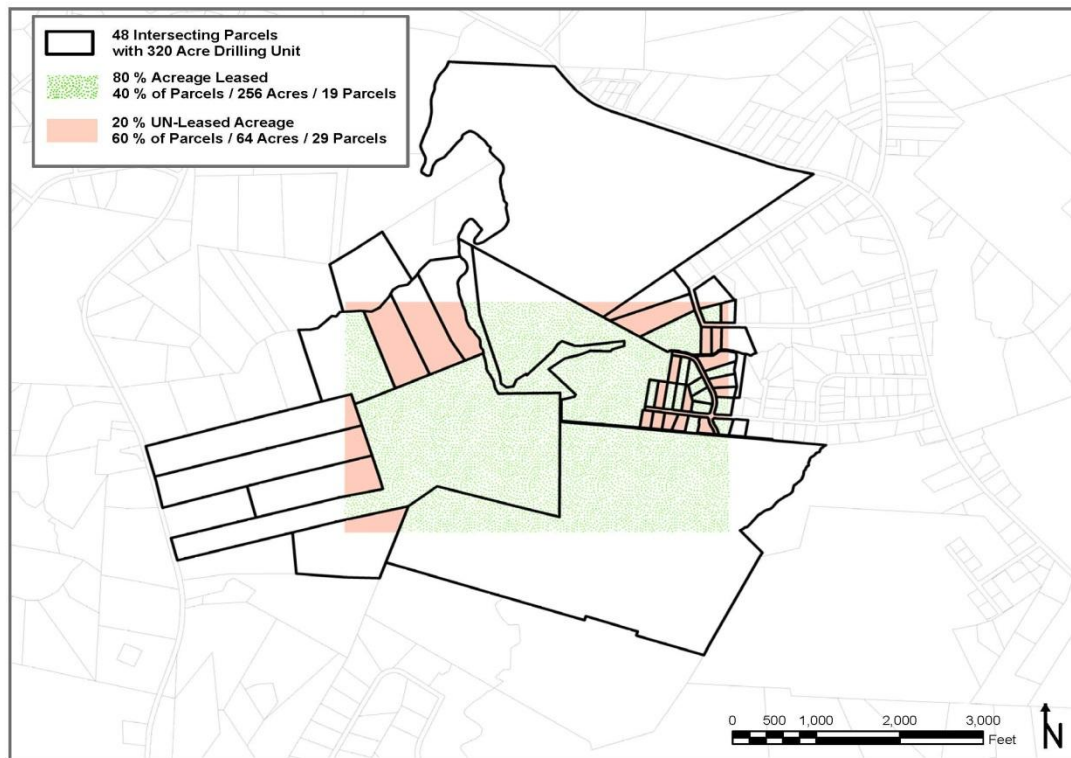 48 Intersecting Parcels
with 320 Acre Drilling Unit
80 % Acreage Leased
40 % of Parcels / 256 Acres / 19 Parcels
20 % UN-Leased Acreage
60 % of Parcels / 64 Acres / 29 Parcels
0 500 1,000 2,000 3,000
Feet
N